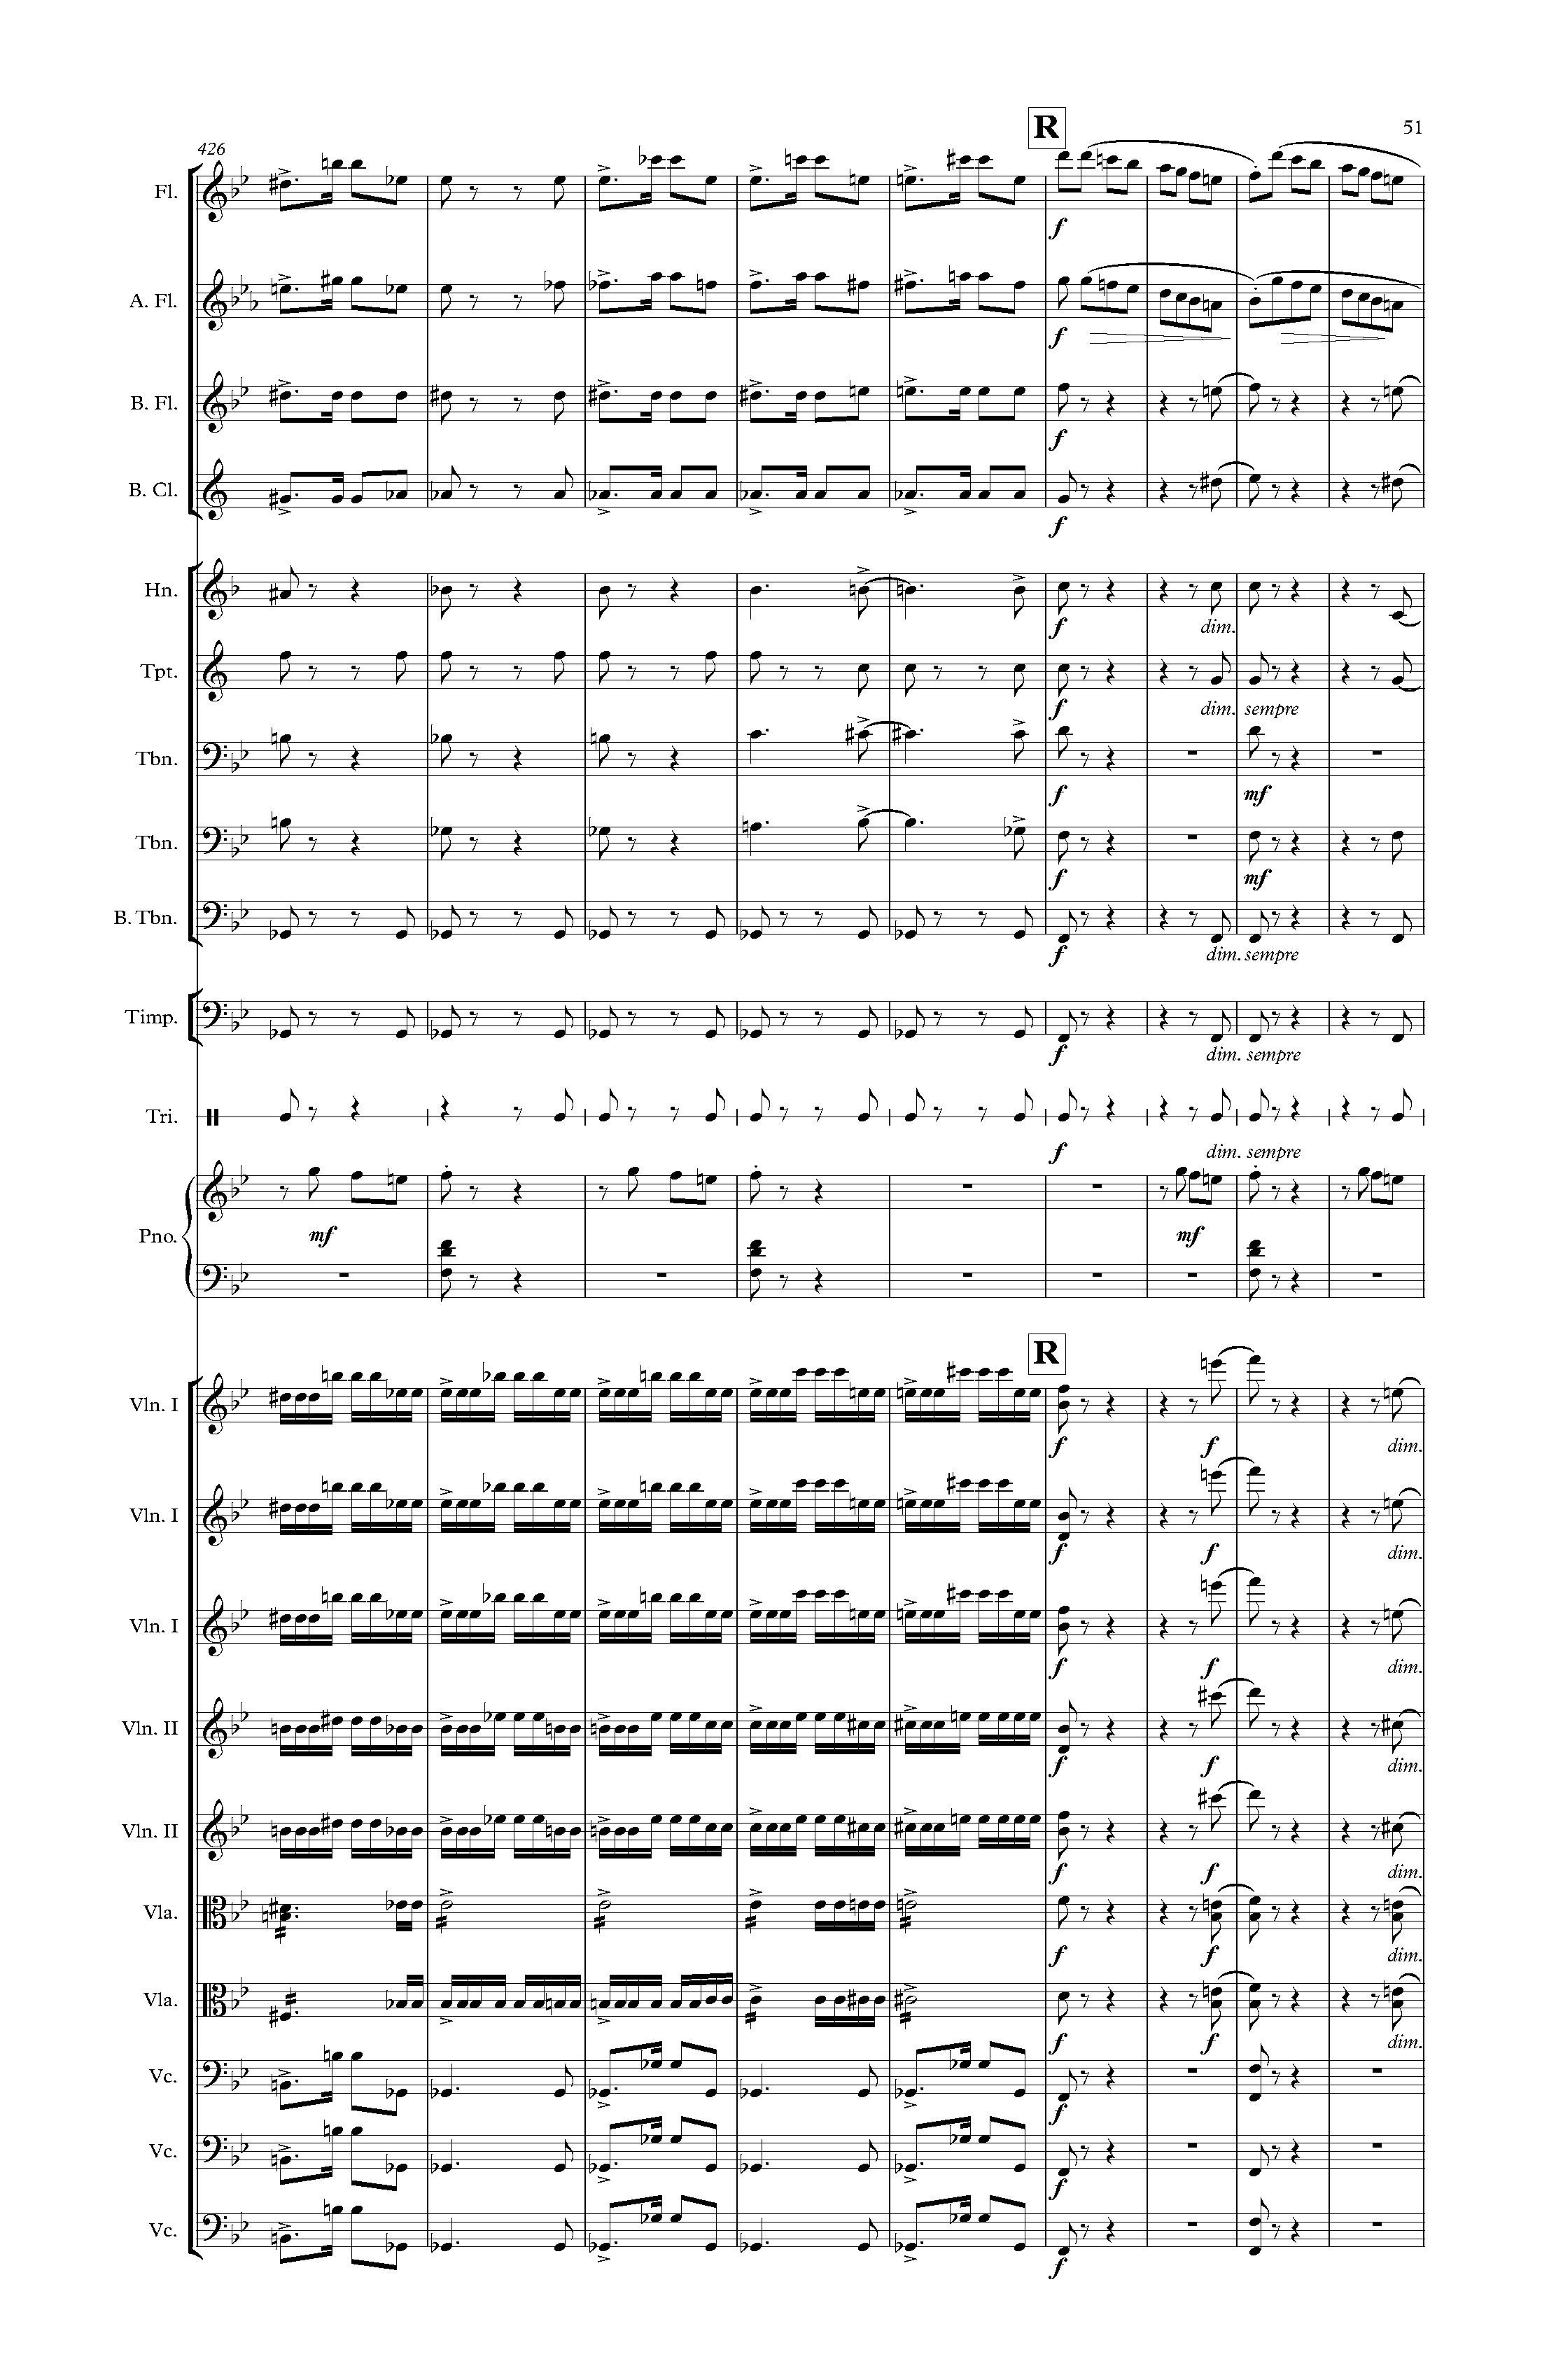 R
51
426
Fl.
f
A. Fl.
f
B. Fl.
f
B. Cl.
f
Hn.
f dim.
Tpt.
f dim. sempre
Tbn.
f mf
Tbn.
f mf
B. Tbn.
f dim. sempre
Timp.
f dim. sempre
Tri.
f dim. sempre
Pno.
mf mf
R
Vln. I
f f dim.
Vln. I
f f dim.
Vln. I
f f dim.
Vln. II
f f dim.
Vln. II
f f dim.
Vla.
f f dim.
Vla.
f f dim.
Vc.
f
Vc.
f
Vc.
f